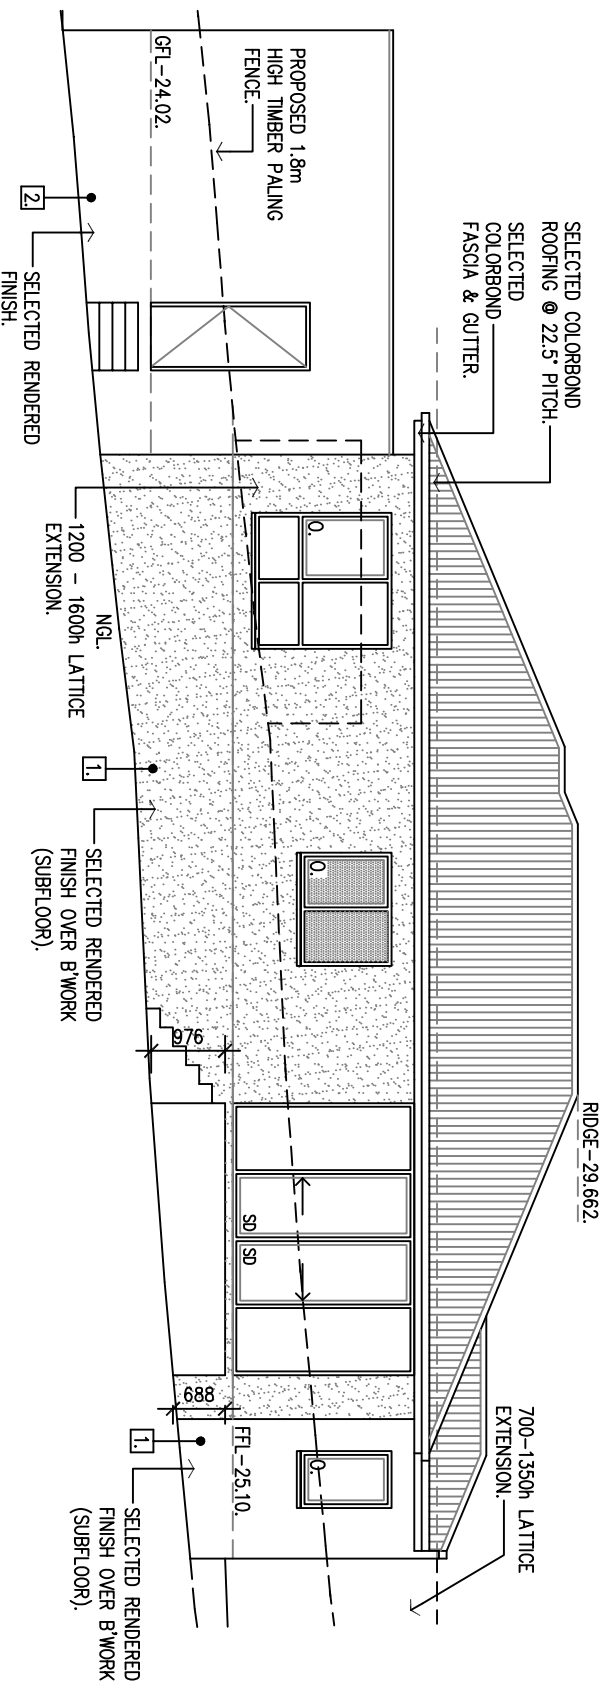 SELECTED COLORBOND
ROOFING @ 22.5° PITCH.
SELECTED
COLORBOND
FASCIA & GUTTER.
PROPOSED 1.8m
HIGH TIMBER PALING
FENCE.
GFL-24.02.
2.
SELECTED RENDERED
FINISH.
1200 - 1600h LATTICE
EXTENSION.
NGL.
O.
1.
SELECTED RENDERED
FINISH OVER B'WORK
(SUBFLOOR).
O.
976
SD
SD
RIDGE-29.662.
688
FFL-25.10.
O.
1.
SELECTED RENDERED
FINISH OVER B'WORK
(SUBFLOOR).
700-1350h LATTICE
EXTENSION.